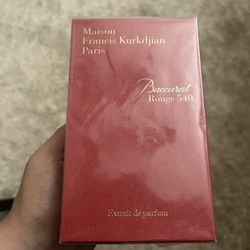 Maison
Francis Kurkdjian
Paris
Baccarat
Rouge 540
Extrait de parfum